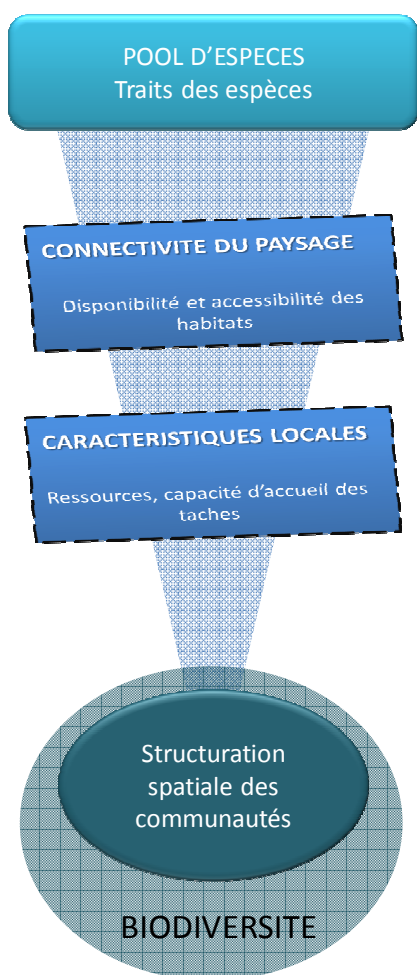 POOL D'ESPECES
Traits des espèces
CONNECTIVITE DU PAYSAGE
Disponibilité et accessibilité des
habitats
CARACTERISTIQUES LOCALES
Ressources, capacité d'accueil des
taches
Structuration
spatiale des
communautés
BIODIVERSITE